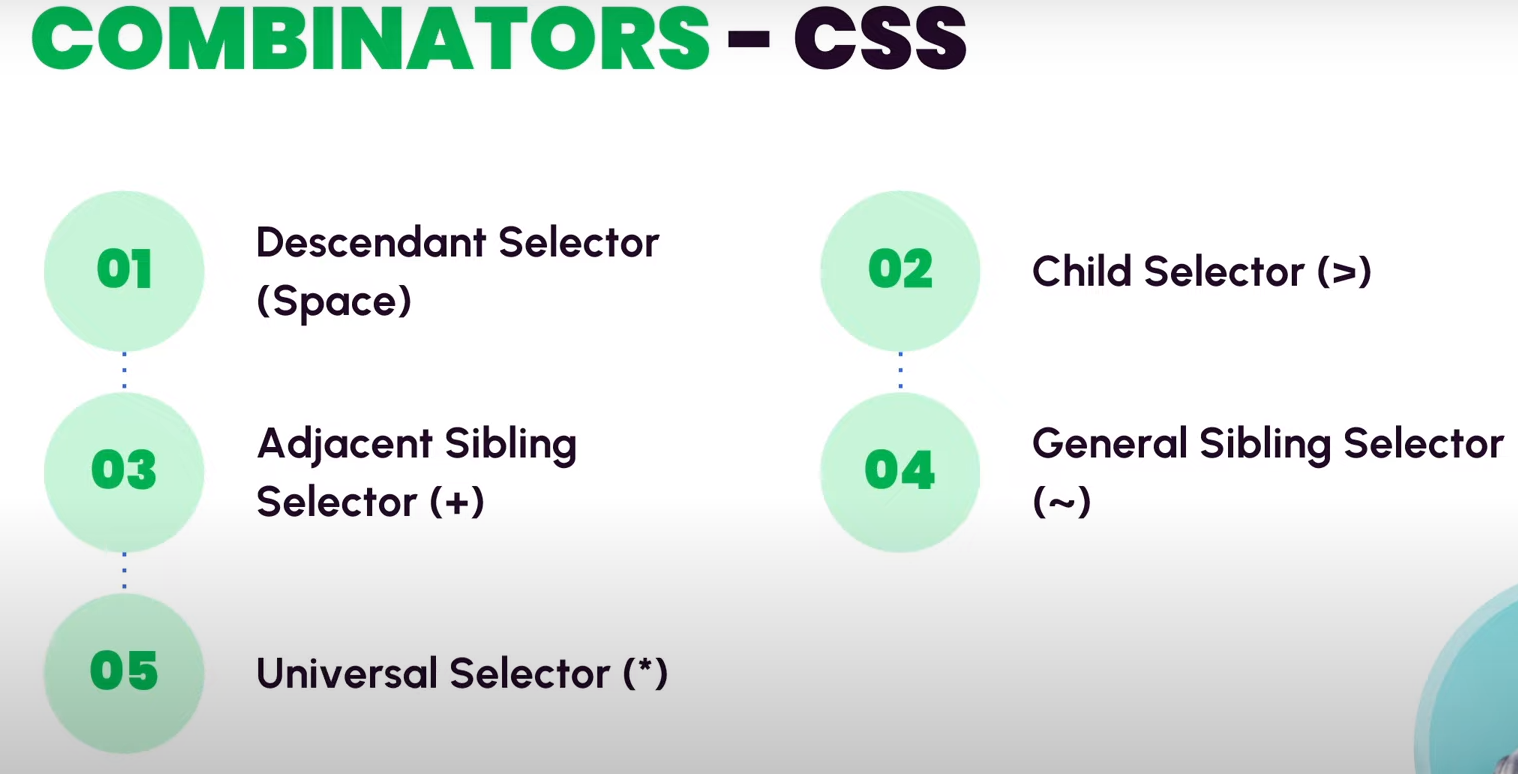 COMBINATORS - CSS
01
Descendant Selector
(Space)
02
Child Selector (>)
03
Adjacent Sibling
Selector (+)
04
General Sibling Selector
(~)
05
Universal Selector (*)